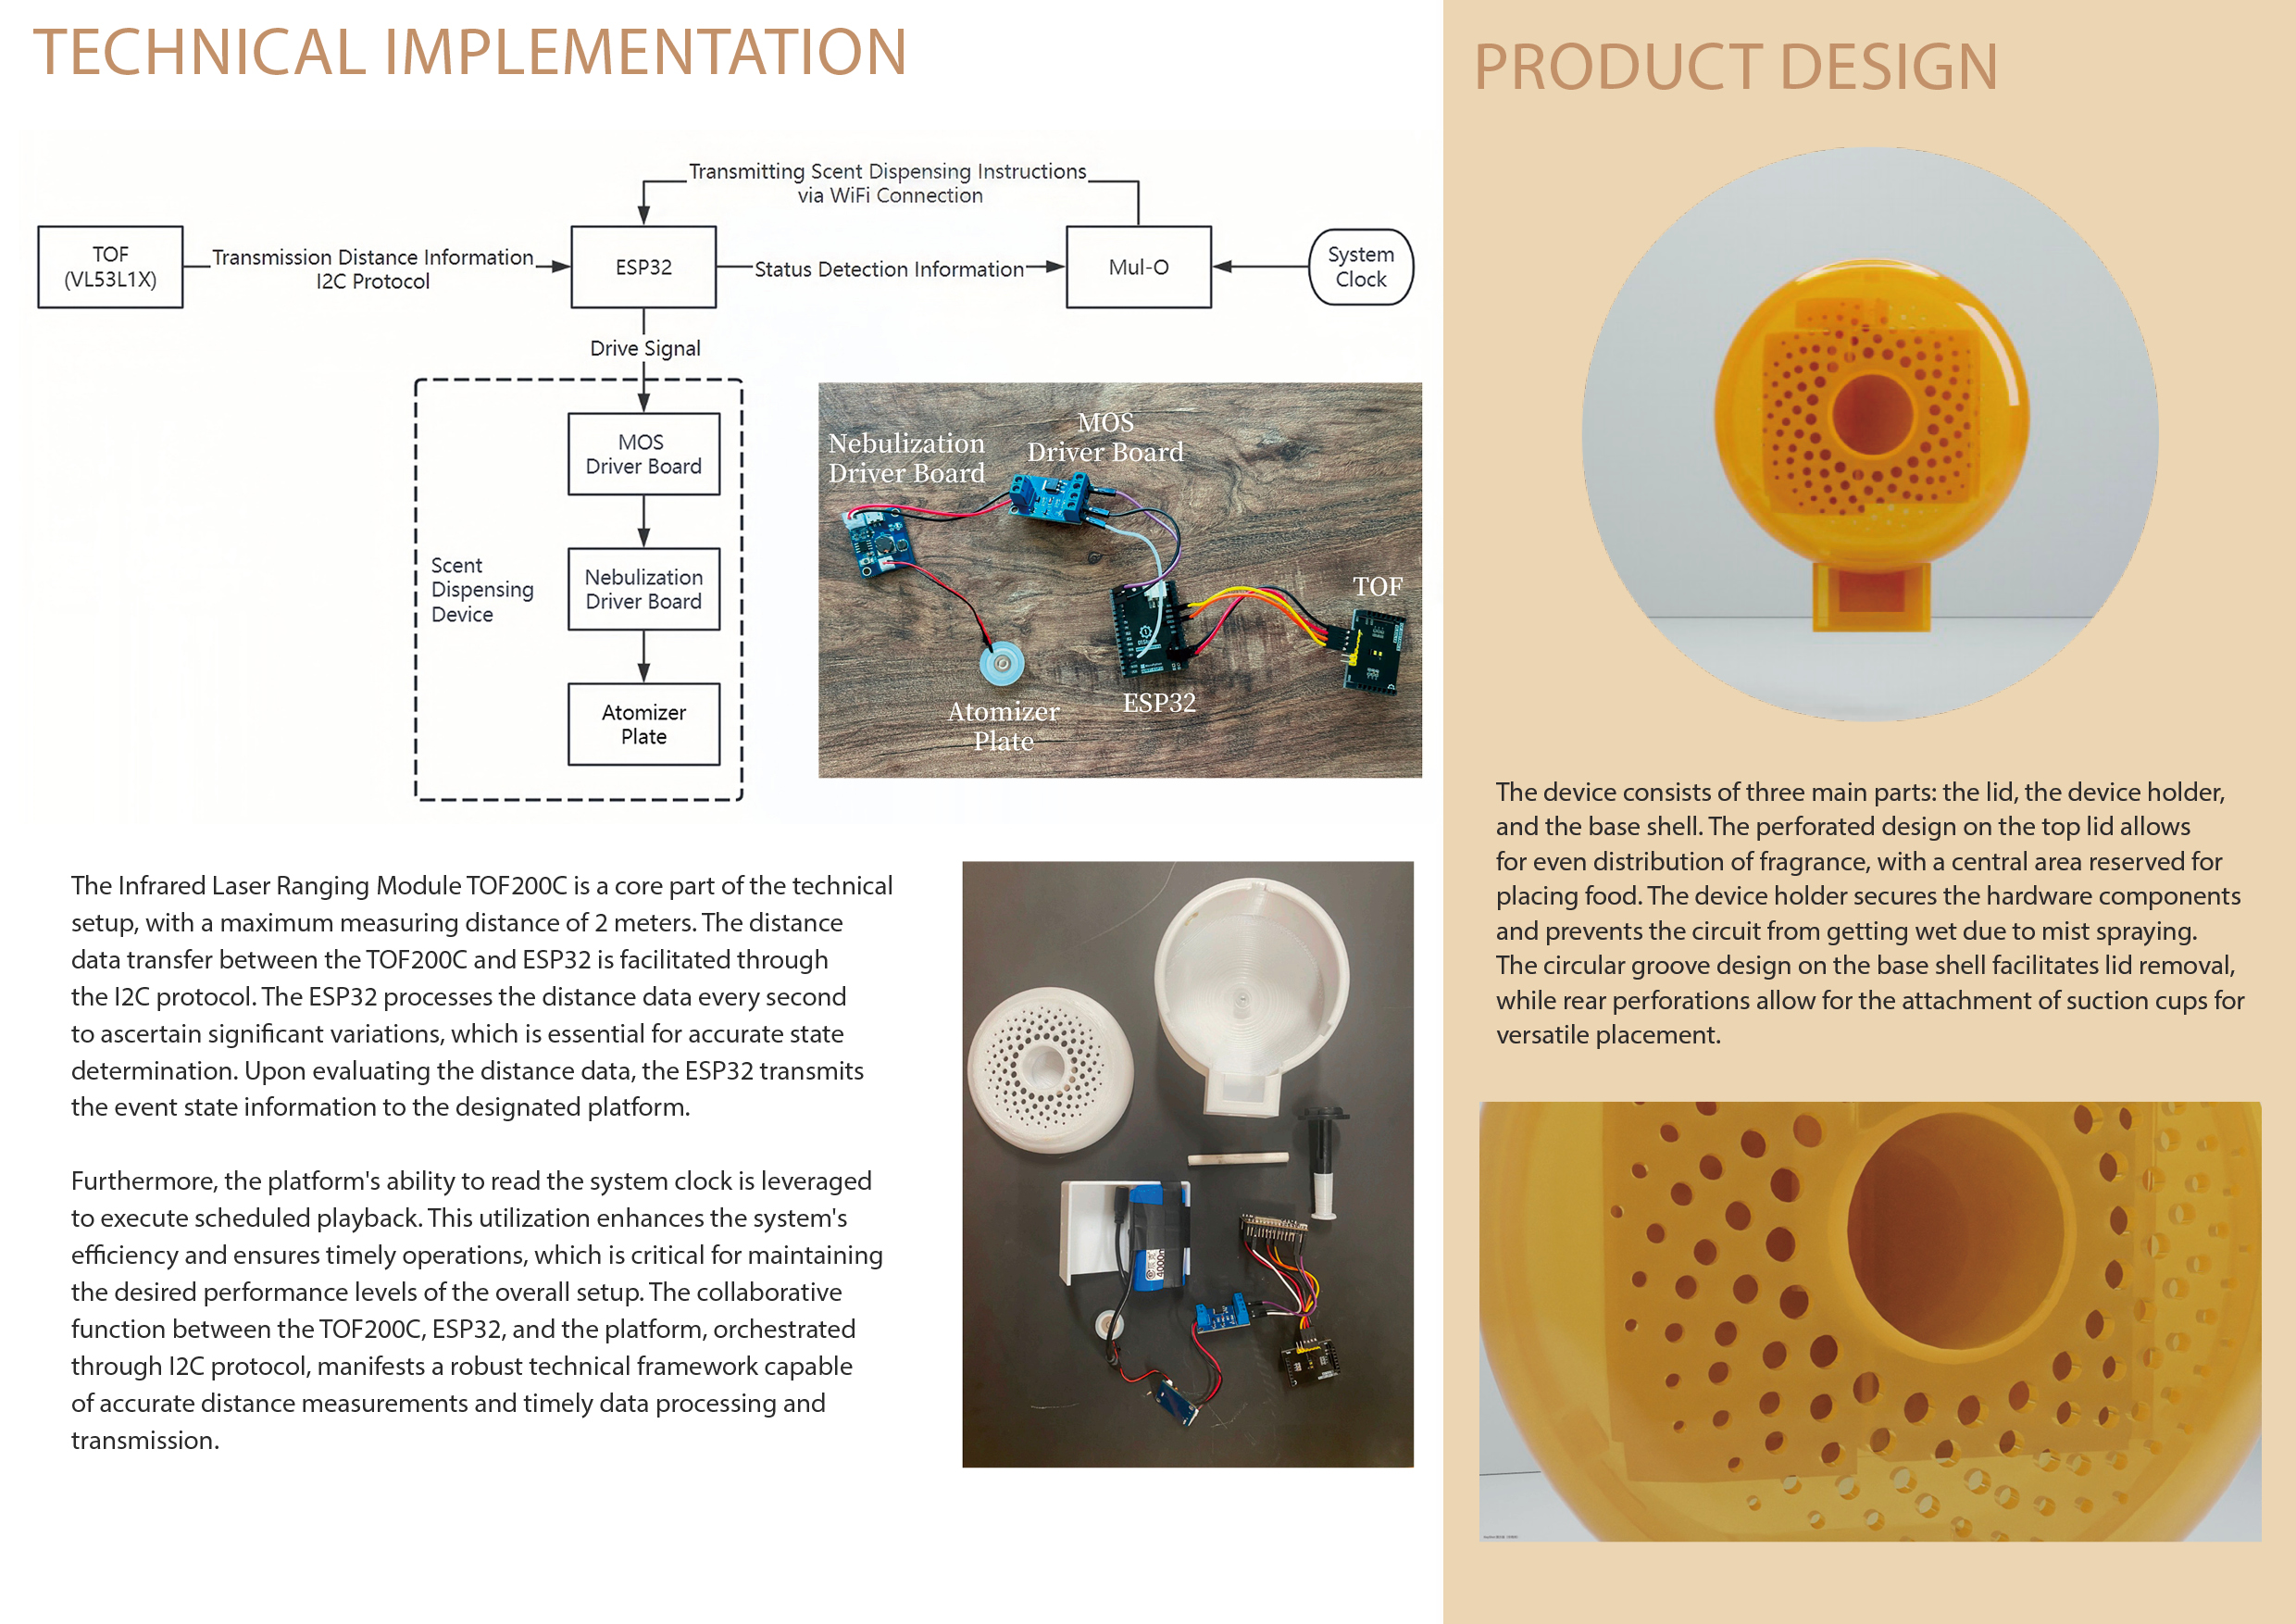 TECHNICAL IMPLEMENTATION
Transmitting Scent Dispensing Instructions
via WiFi Connection
TOF
(VL53L1X)
Transmission Distance Information
I2C Protocol
ESP32
Status Detection Information
Mul-O
System
Clock
Drive Signal
MOS
Driver Board
Scent
Dispensing
Device
Nebulization
Driver Board
Atomizer
Plate
Nebulization
Driver Board
MOS
Driver Board
TOF
ESP32
Atomizer
Plate
The Infrared Laser Ranging Module TOF200C is a core part of the technical
setup, with a maximum measuring distance of 2 meters. The distance
data transfer between the TOF200C and ESP32 is facilitated through
the I2C protocol. The ESP32 processes the distance data every second
to ascertain significant variations, which is essential for accurate state
determination. Upon evaluating the distance data, the ESP32 transmits
the event state information to the designated platform.
Furthermore, the platform's ability to read the system clock is leveraged
to execute scheduled playback. This utilization enhances the system's
efficiency and ensures timely operations, which is critical for maintaining
the desired performance levels of the overall setup. The collaborative
function between the TOF200C, ESP32, and the platform, orchestrated
through I2C protocol, manifests a robust technical framework capable
of accurate distance measurements and timely data processing and
transmission.
PRODUCT DESIGN
The device consists of three main parts: the lid, the device holder,
and the base shell. The perforated design on the top lid allows
for even distribution of fragrance, with a central area reserved for
placing food. The device holder secures the hardware components
and prevents the circuit from getting wet due to mist spraying.
The circular groove design on the base shell facilitates lid removal,
while rear perforations allow for the attachment of suction cups for
versatile placement.